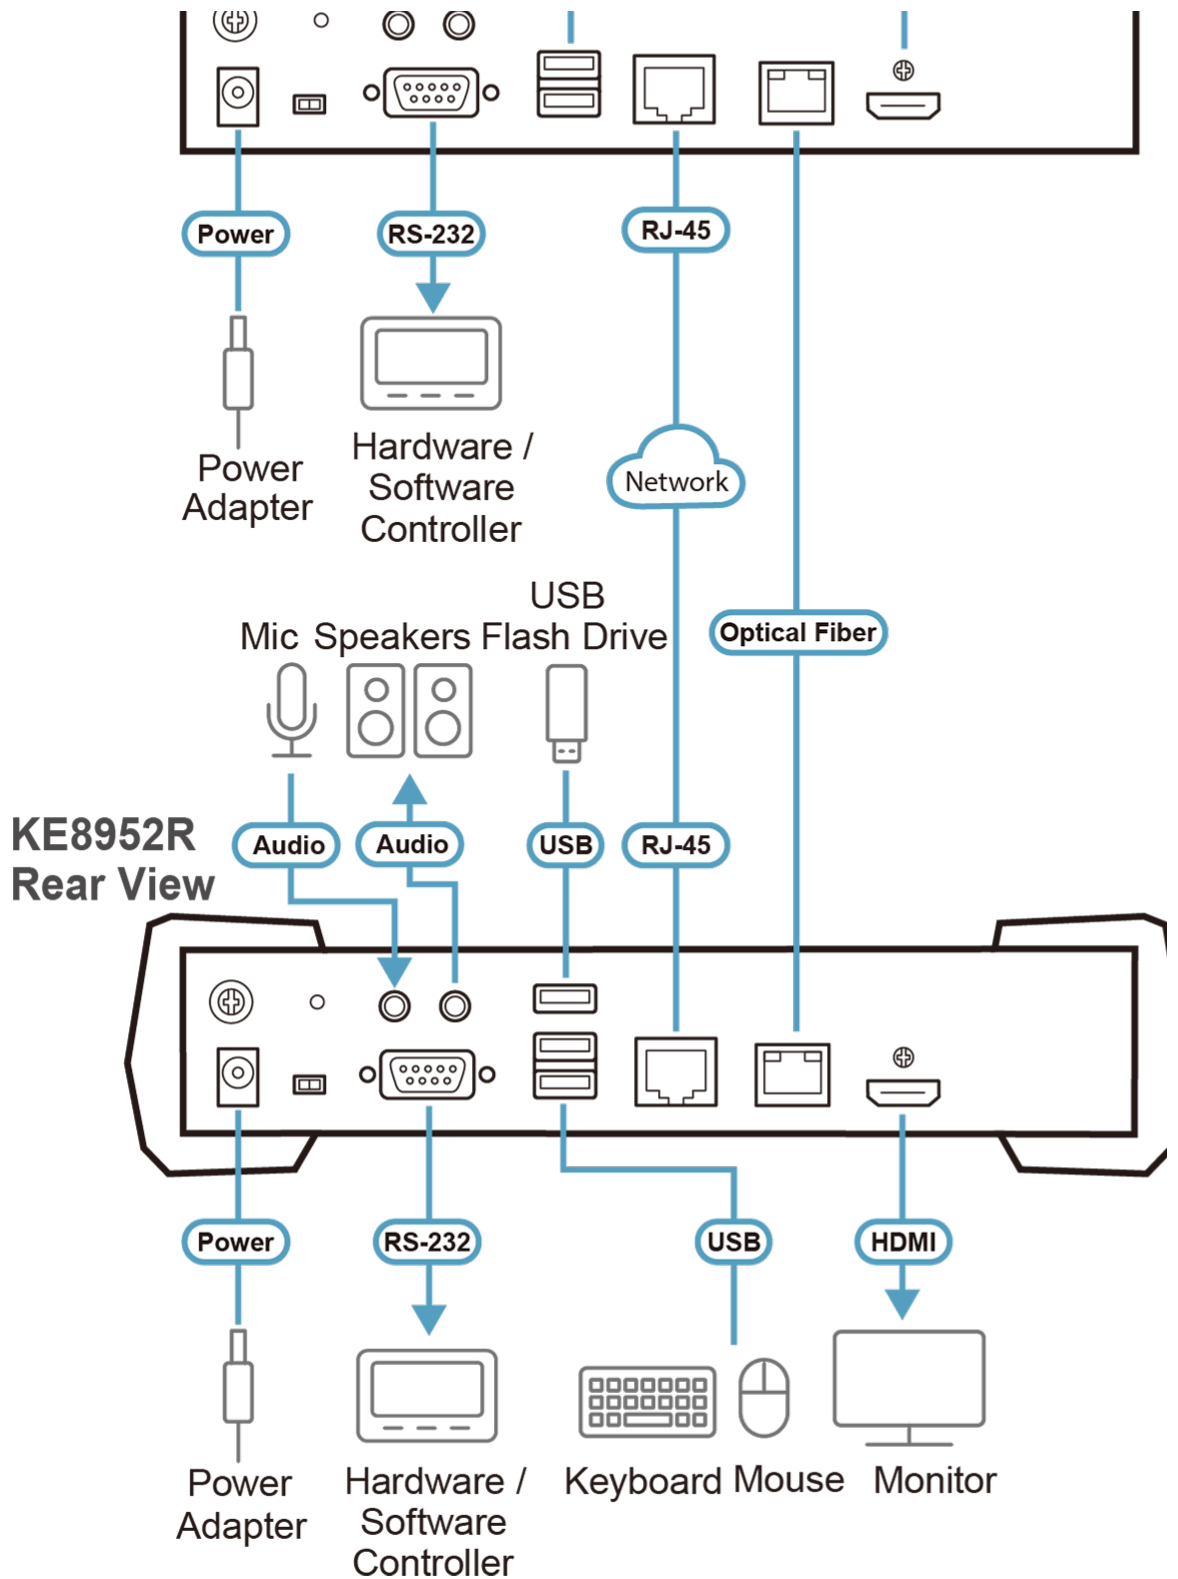 Power
RS-232
RJ-45
Hardware /
Software
Controller
Power
Adapter
Network
USB
Mic Speakers Flash Drive
Optical Fiber
KE8952R
Rear View
Audio
Audio
USB
RJ-45
Power
RS-232
USB
HDMI
Power
Adapter
Hardware /
Software
Controller
Keyboard Mouse Monitor